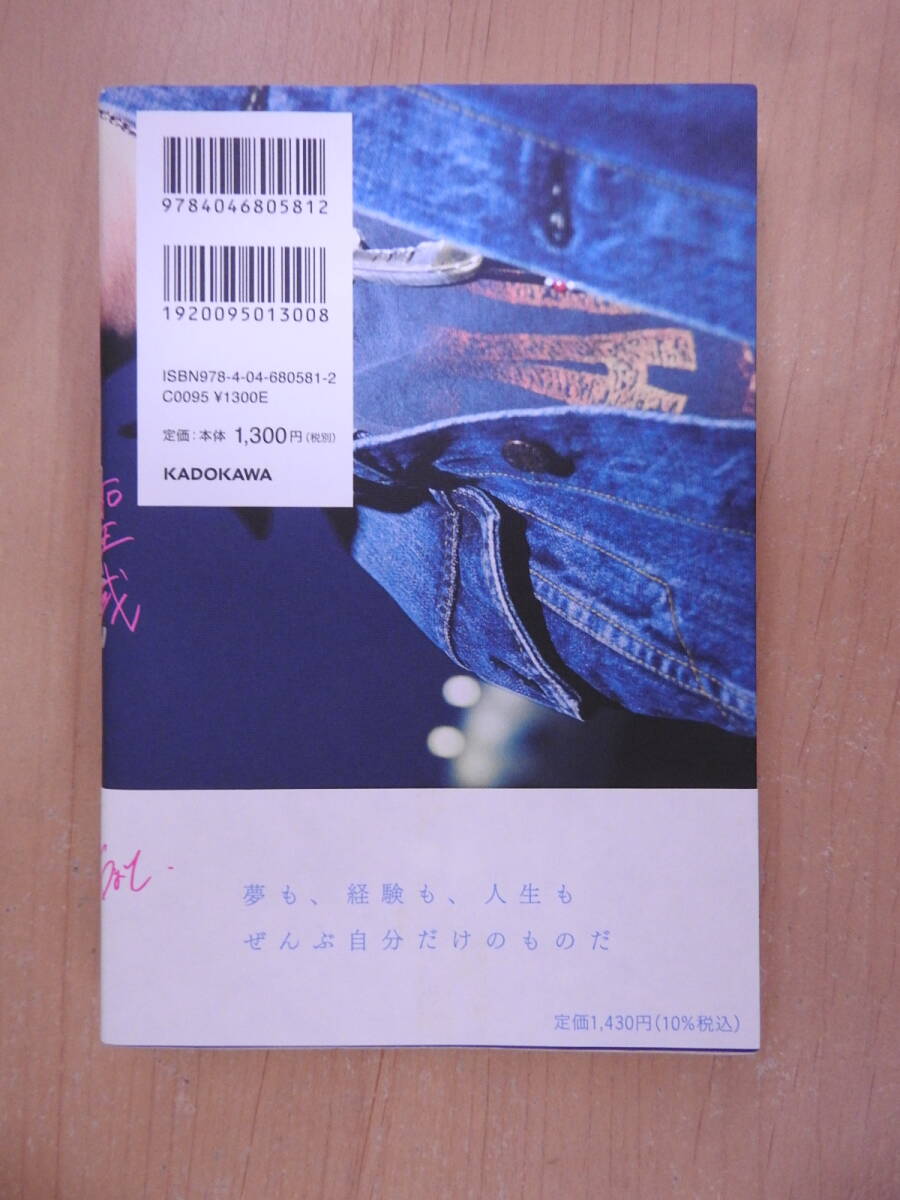 9784046805812
1920095013008
ISBN978-4-04-680581-2
C0095 ¥1300E
定価：本体 1,300円（税別）
KADOKAWA
夢も、経験も、人生も
ぜんぶ自分だけのものだ
定価1,430円（10%税込）